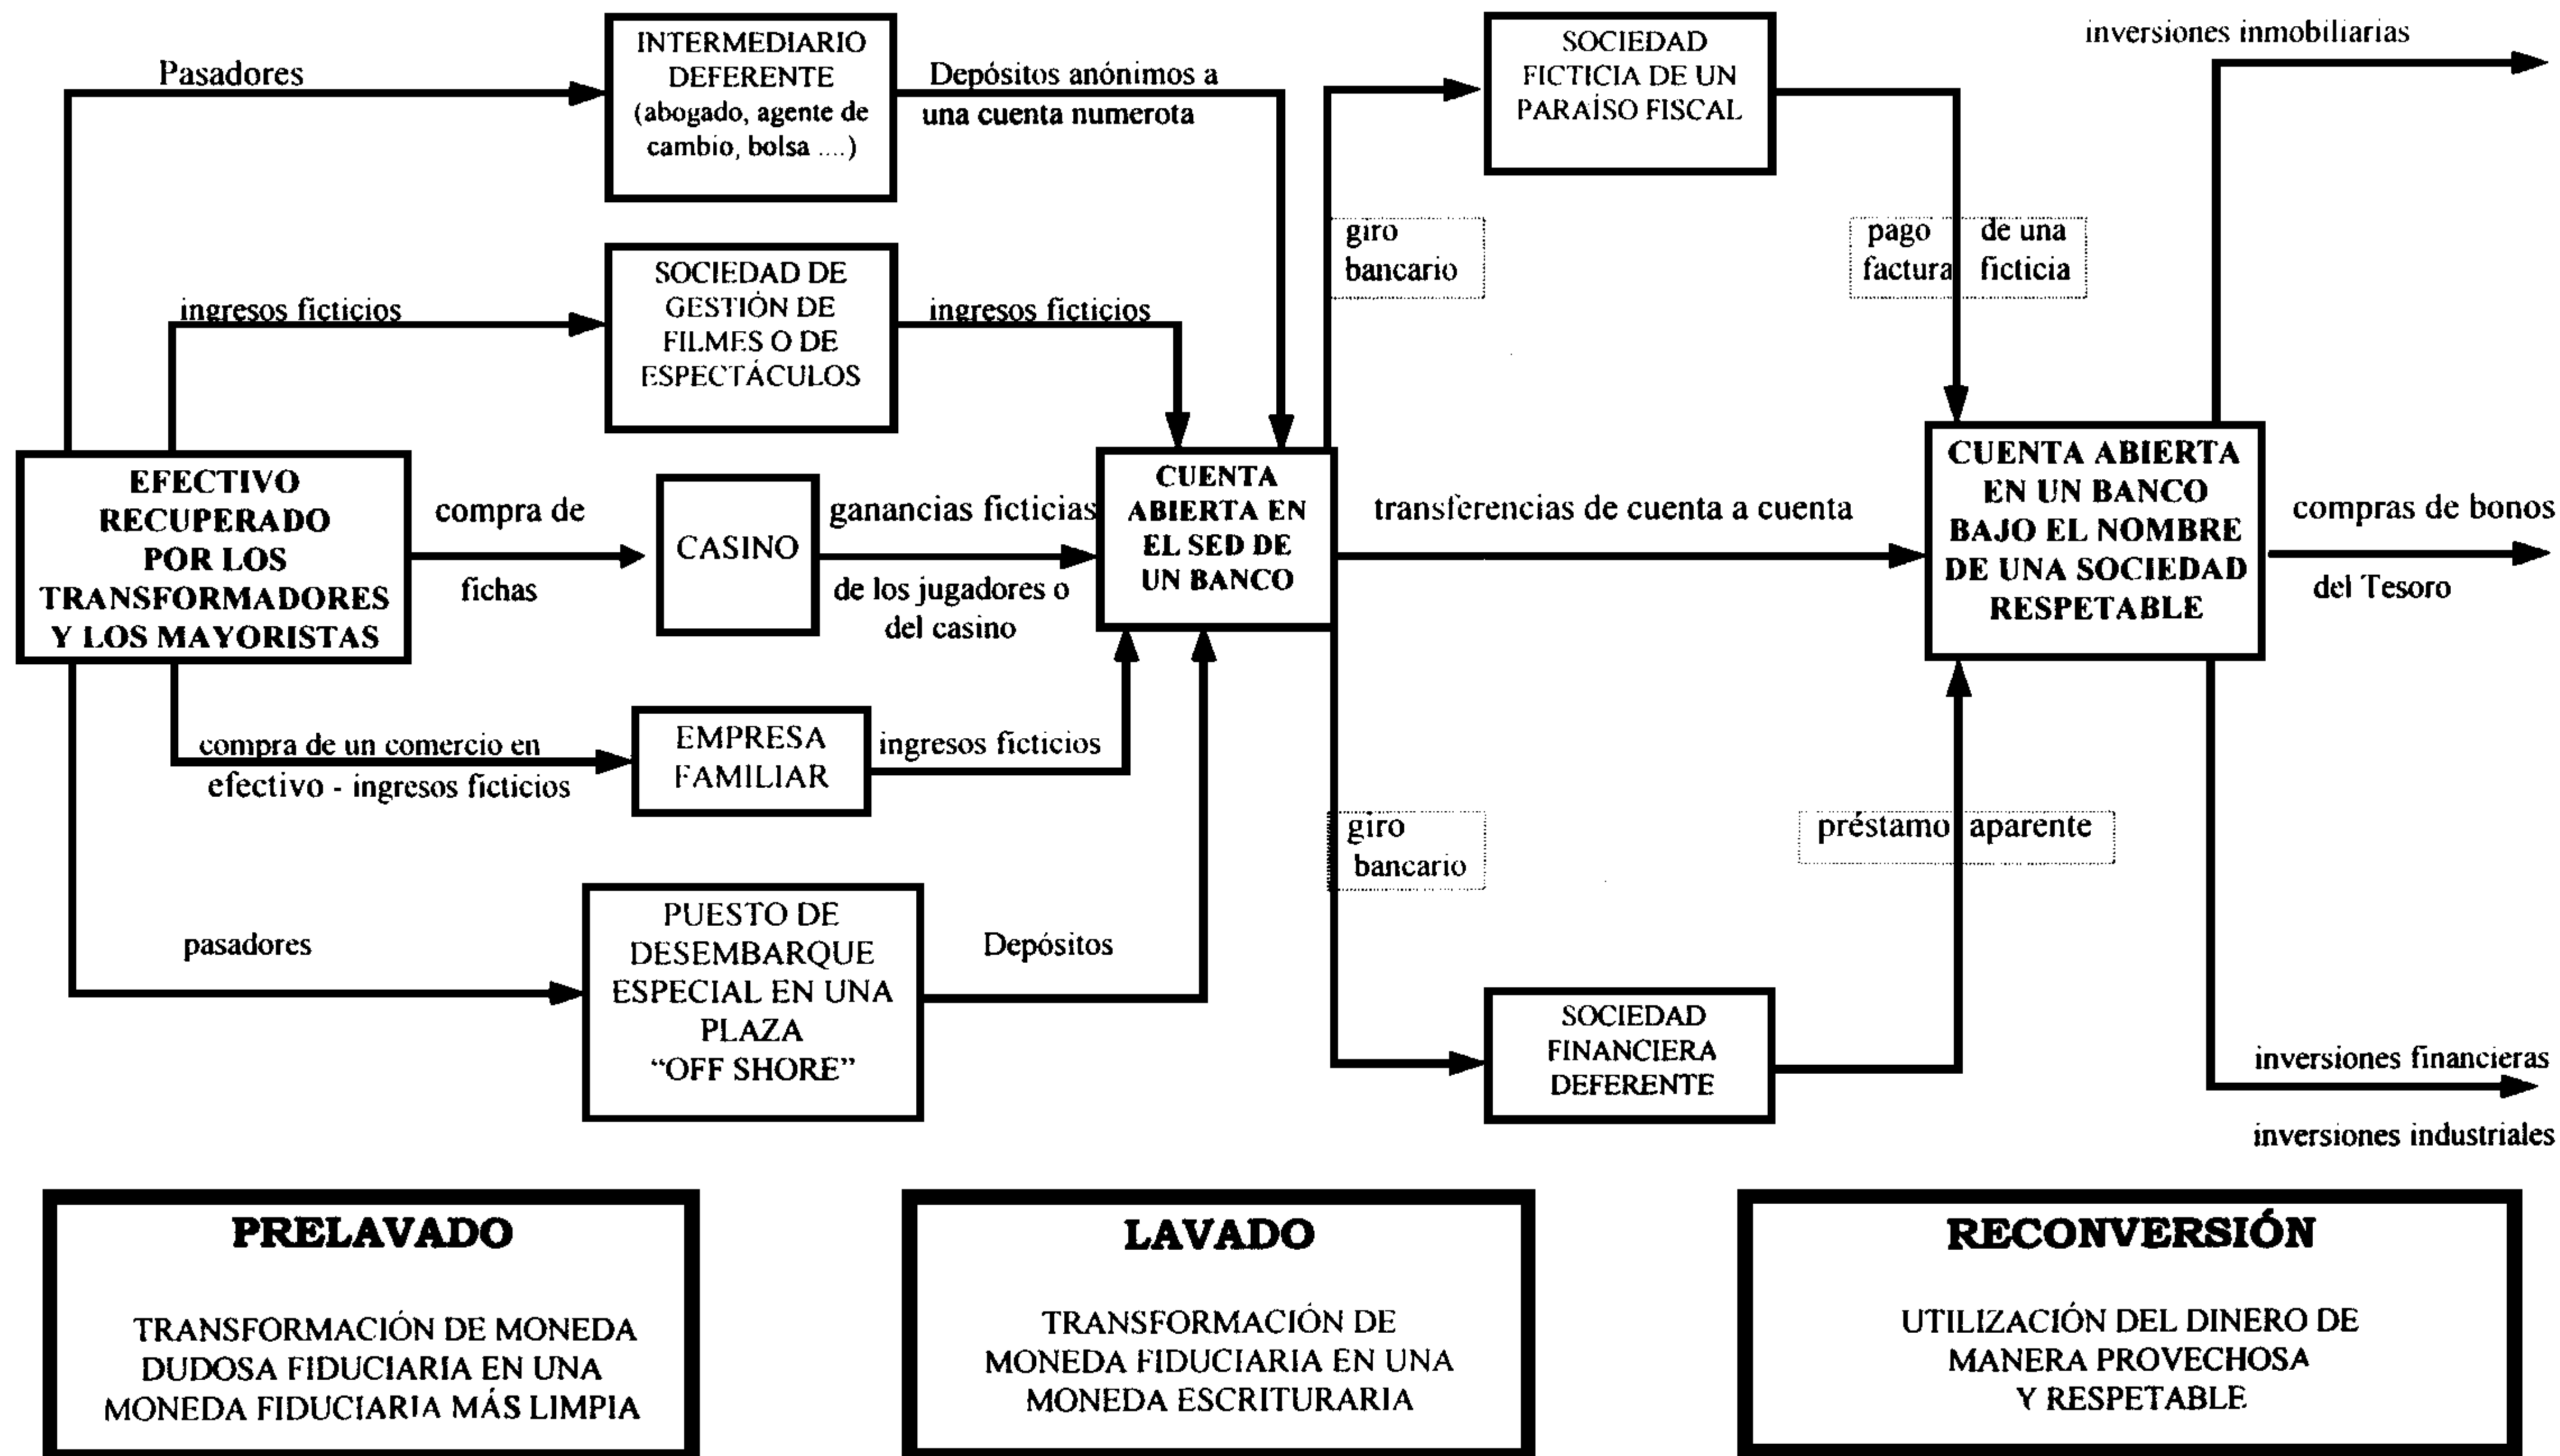 Pasadores
INTERMEDIARIO
DEFERENTE
(abogado, agente de
cambio, bolsa ....)
Depósitos anónimos a
una cuenta numerota
SOCIEDAD
FICTICIA DE UN
PARAÍSO FISCAL
inversiones inmobiliarias
giro
bancario
pago de una
factura ficticia
ingresos ficticios
SOCIEDAD DE
GESTIÓN DE
FILMES O DE
ESPECTÁCULOS
ingresos ficticios
EFECTIVO
RECUPERADO
POR LOS
TRANSFORMADORES
Y LOS MAYORISTAS
compra de
fichas
CASINO
ganancias ficticias
de los jugadores o
del casino
CUENTA
ABIERTA EN
EL SED DE
UN BANCO
transferencias de cuenta a cuenta
CUENTA ABIERTA
EN UN BANCO
BAJO EL NOMBRE
DE UNA SOCIEDAD
RESPETABLE
compras de bonos
del Tesoro
compra de un comercio en
efectivo - ingresos ficticios
EMPRESA
FAMILIAR
ingresos ficticios
giro
bancario
préstamo aparente
pasadores
PUESTO DE
DESEMBARQUE
ESPECIAL EN UNA
PLAZA
“OFF SHORE”
Depósitos
SOCIEDAD
FINANCIERA
DEFERENTE
inversiones financieras
inversiones industriales
PRELAVADO
TRANSFORMACIÓN DE MONEDA
DUDOSA FIDUCIARIA EN UNA
MONEDA FIDUCIARIA MÁS LIMPIA
LAVADO
TRANSFORMACIÓN DE
MONEDA FIDUCIARIA EN UNA
MONEDA ESCRITURARIA
RECONVERSIÓN
UTILIZACIÓN DEL DINERO DE
MANERA PROVECHOSA
Y RESPETABLE